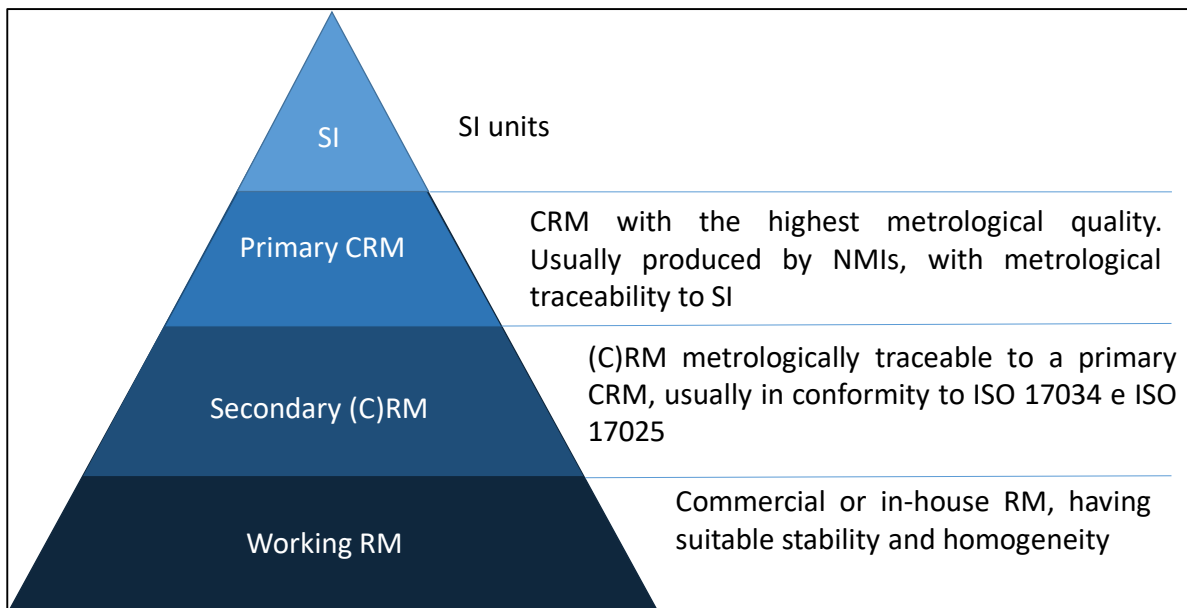 SI
SI units
Primary CRM
CRM with the highest metrological quality.
Usually produced by NMIs, with metrological
traceability to SI
Secondary (C)RM
(C)RM metrologically traceable to a primary
CRM, usually in conformity to ISO 17034 e ISO
17025
Working RM
Commercial or in-house RM, having
suitable stability and homogeneity